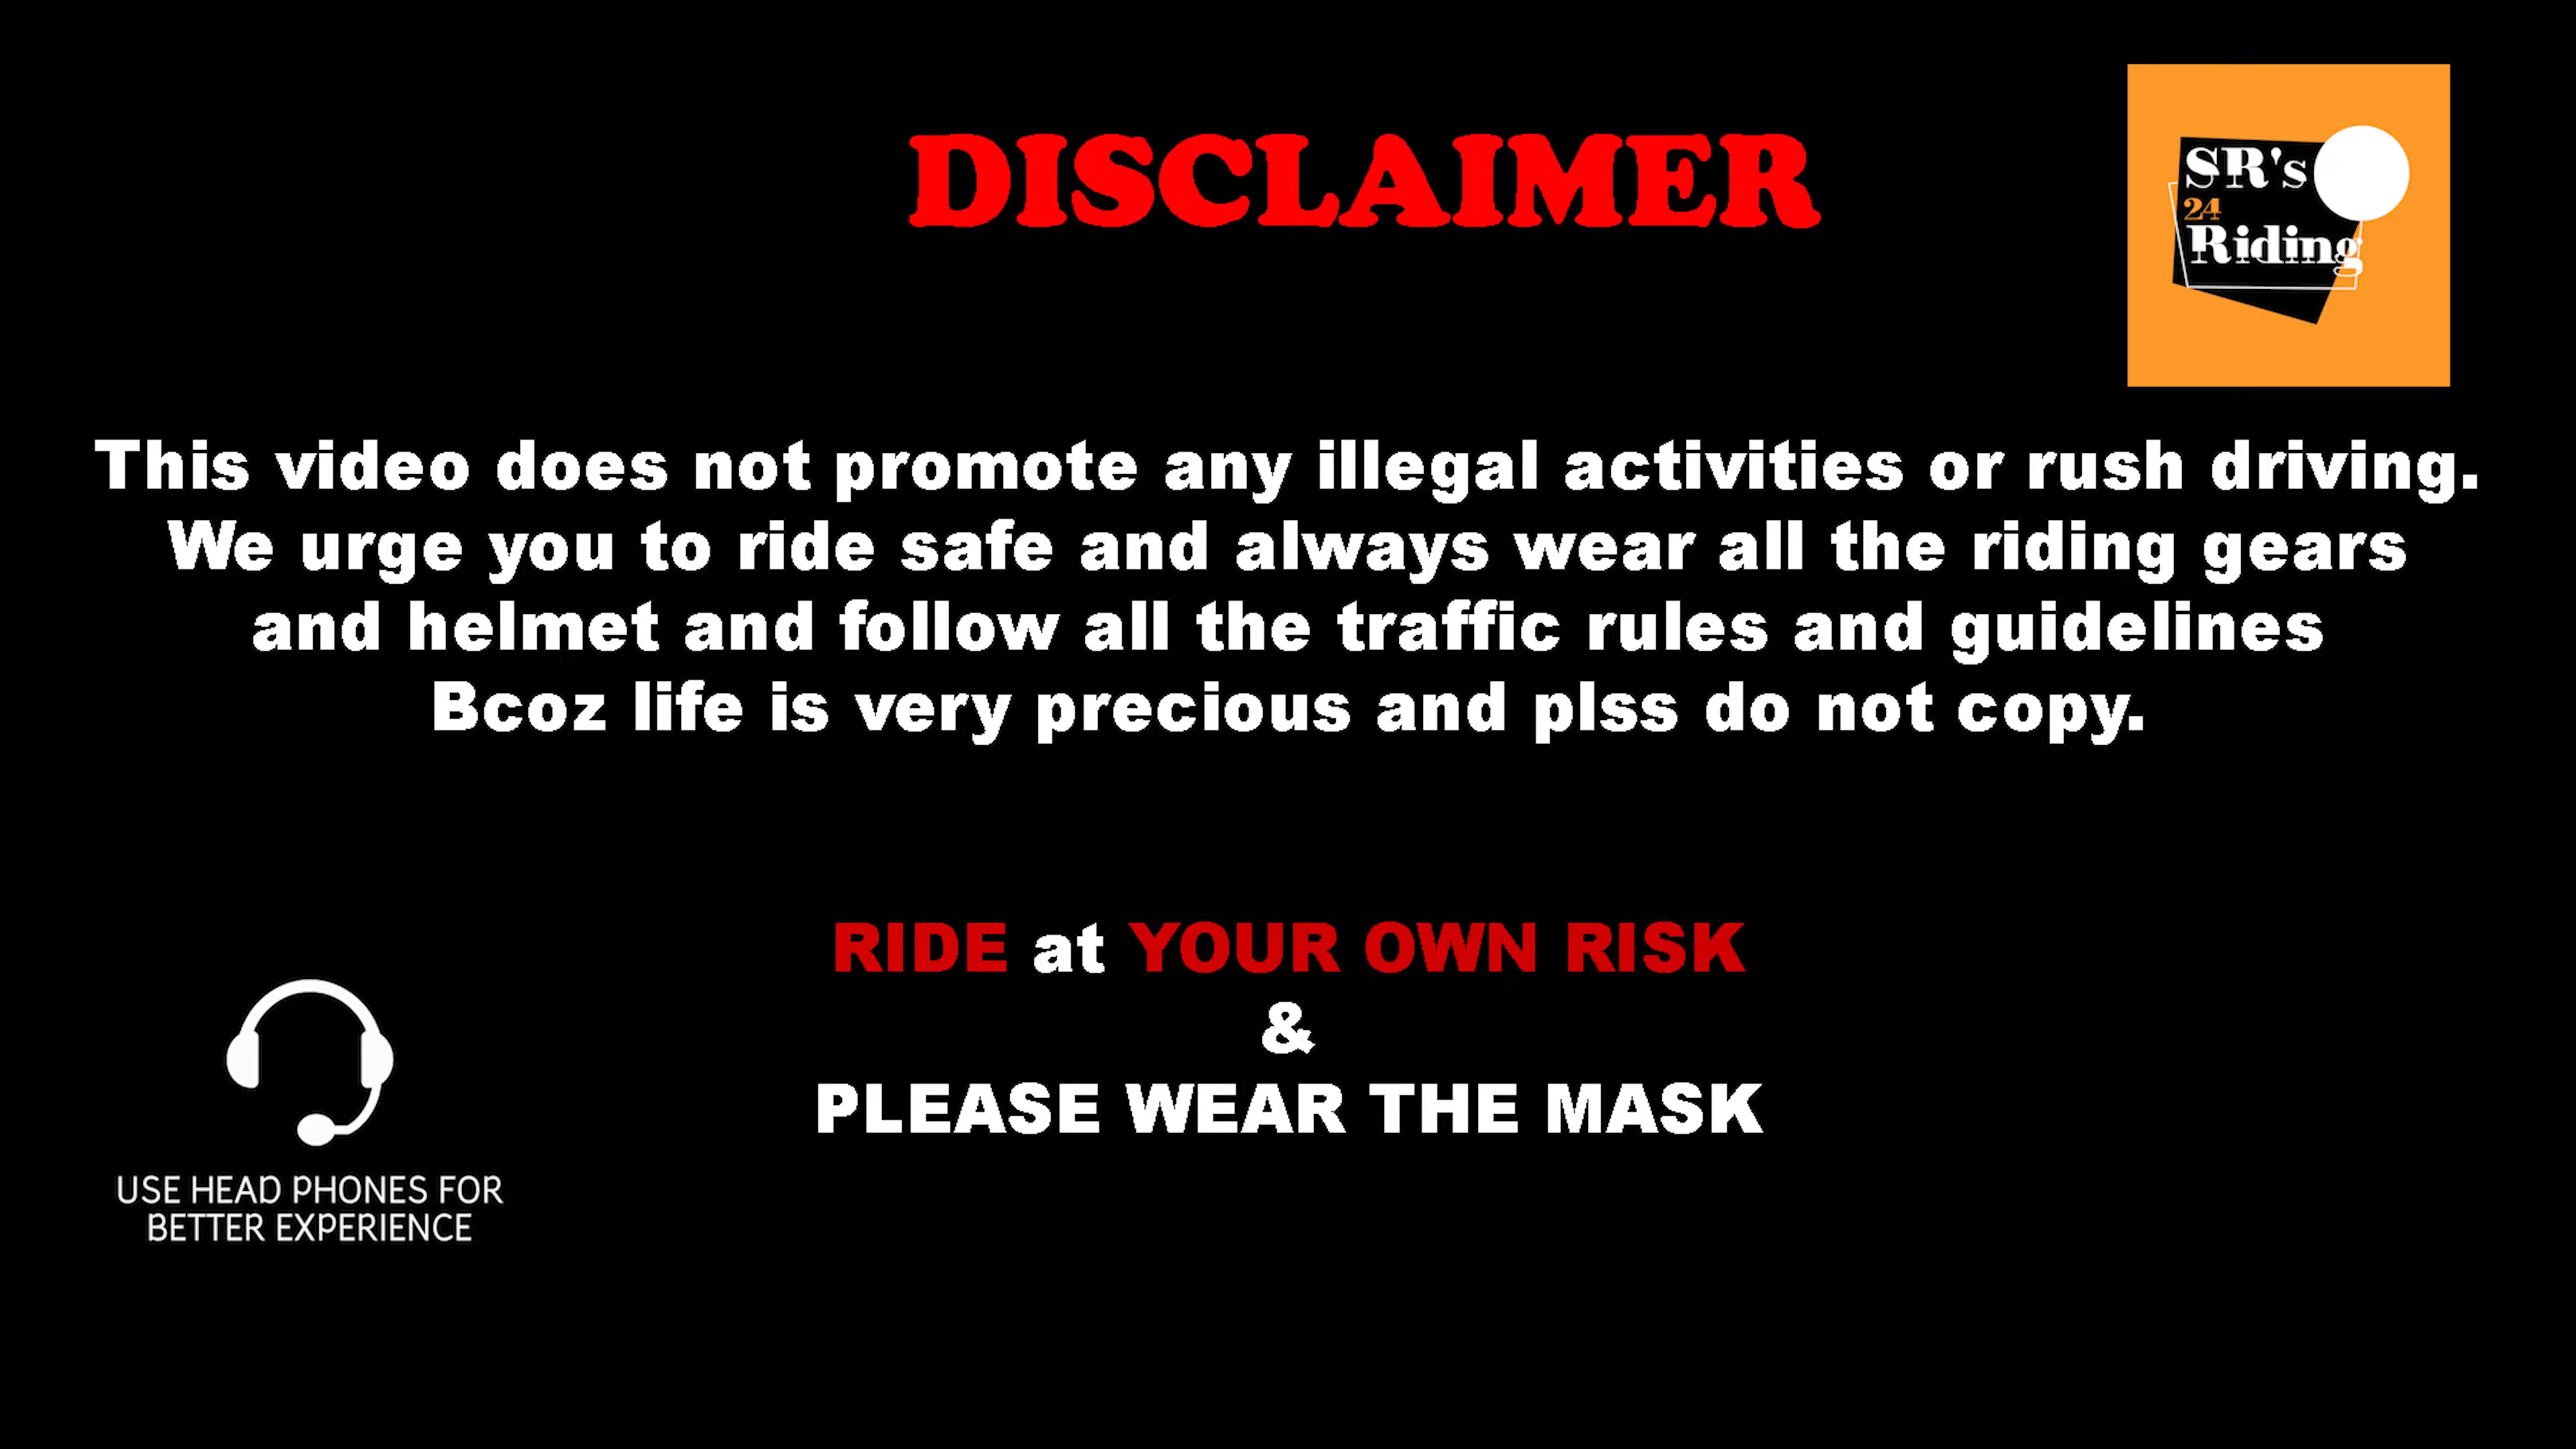 DISCLAIMER
SR's
24
Riding
This video does not promote any illegal activities or rush driving.
We urge you to ride safe and always wear all the riding gears
and helmet and follow all the traffic rules and guidelines
Bcoz life is very precious and plss do not copy.
RIDE at YOUR OWN RISK
&
PLEASE WEAR THE MASK
USE HEAD PHONES FOR
BETTER EXPERIENCE